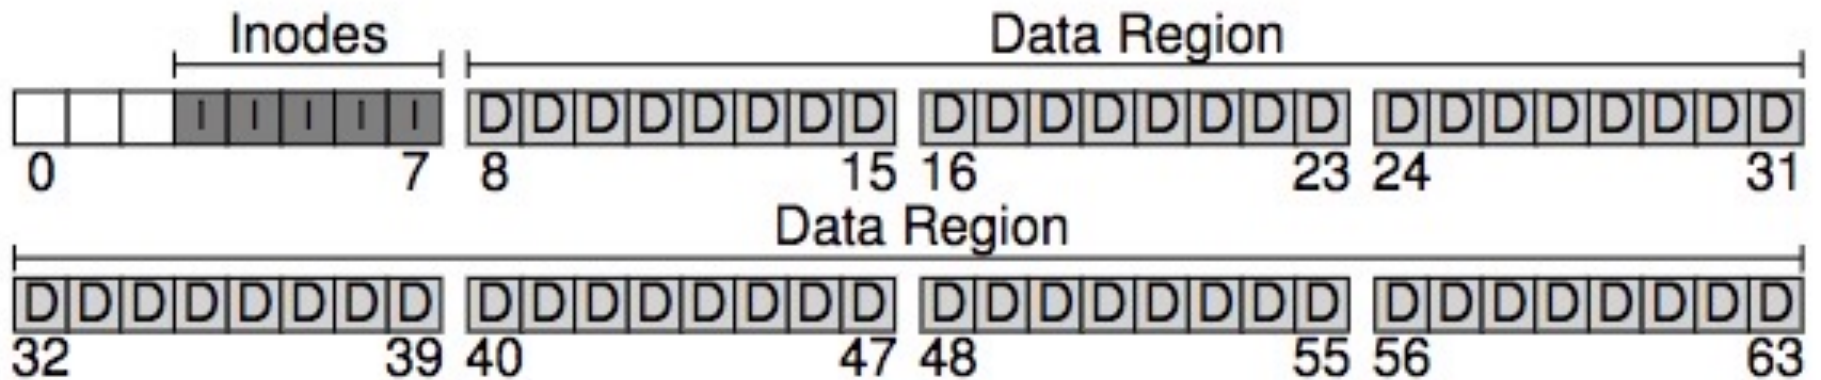 Inodes Data Region
I I I I I D D D D D D D D D D D D D D D D D D D D D D D D
0 7 8 15 16 23 24 31
Data Region
D D D D D D D D D D D D D D D D D D D D D D D D D D D D D D D D
32 39 40 47 48 55 56 63